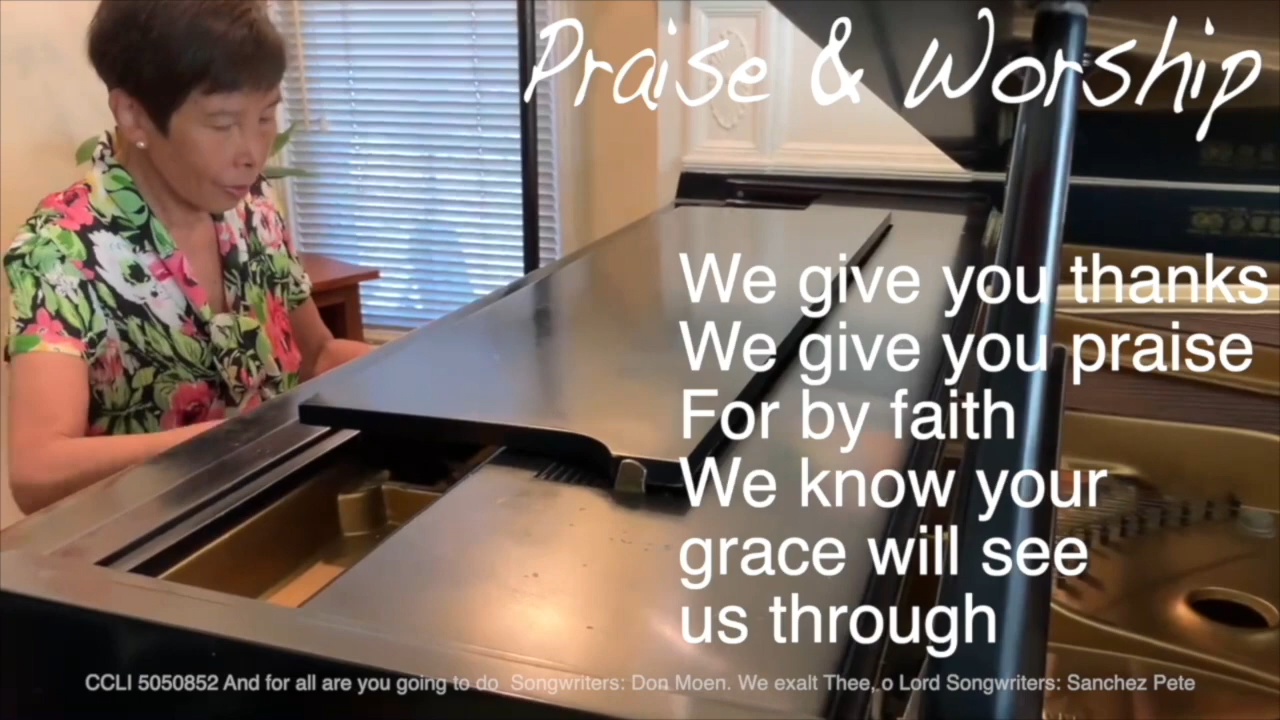 Praise & Worship
We give you thanks
We give you praise
For by faith
We know your
grace will see
us through
CCLI 5050852 And for all are you going to do Songwriters: Don Moen. We exalt Thee, o Lord Songwriters: Sanchez Pete